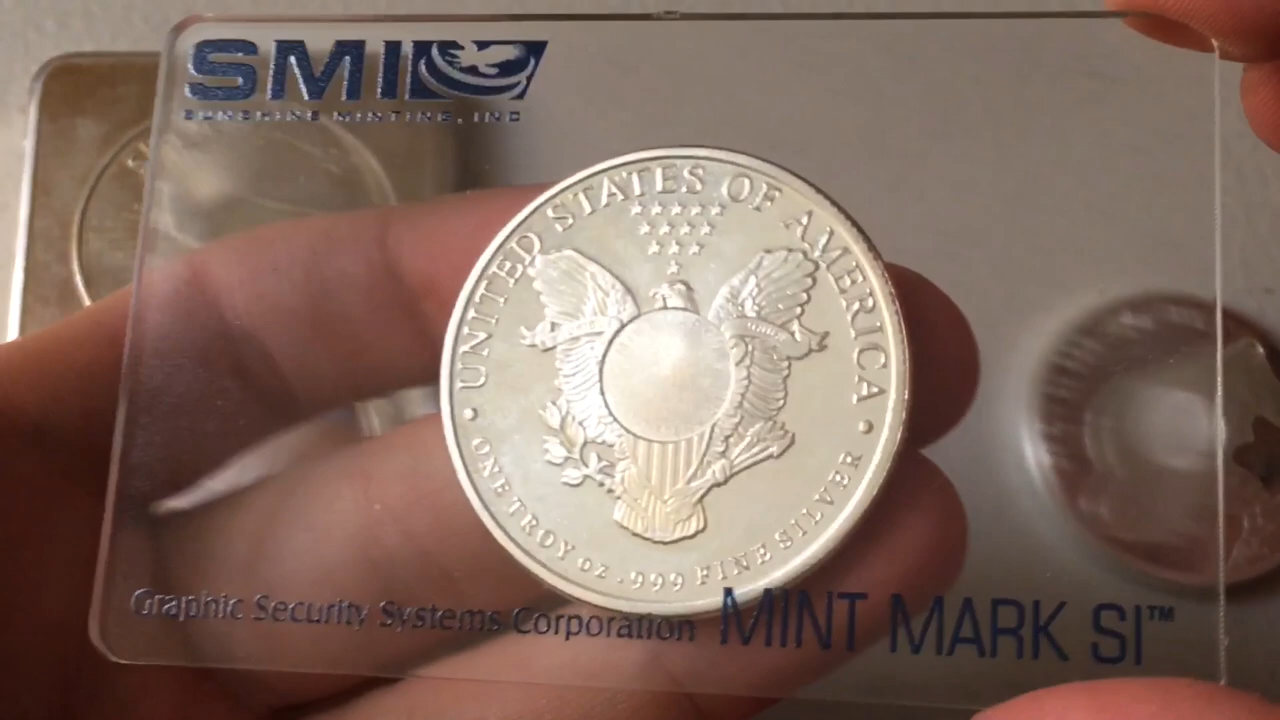 SMI
SUNSHINE MINTING, INC
UNITED STATES OF AMERICA
• ONE TROY oz .999 FINE SILVER •
Graphic Security Systems Corporation MINT MARK SI™